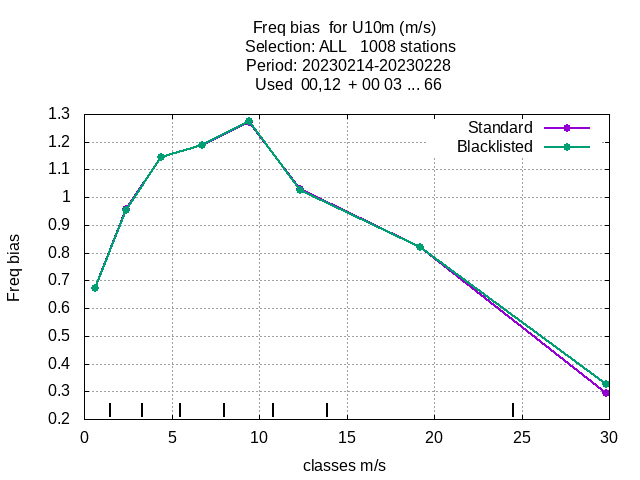 Freq bias  for U10m (m/s)
Selection: ALL   1008 stations
Period: 20230214-20230228
Used  00,12  + 00 03 ... 66
Standard
Blacklisted
1.3
1.2
1.1
1
0.9
0.8
0.7
0.6
0.5
0.4
0.3
0.2
Freq bias
0 5 10 15 20 25 30
classes m/s